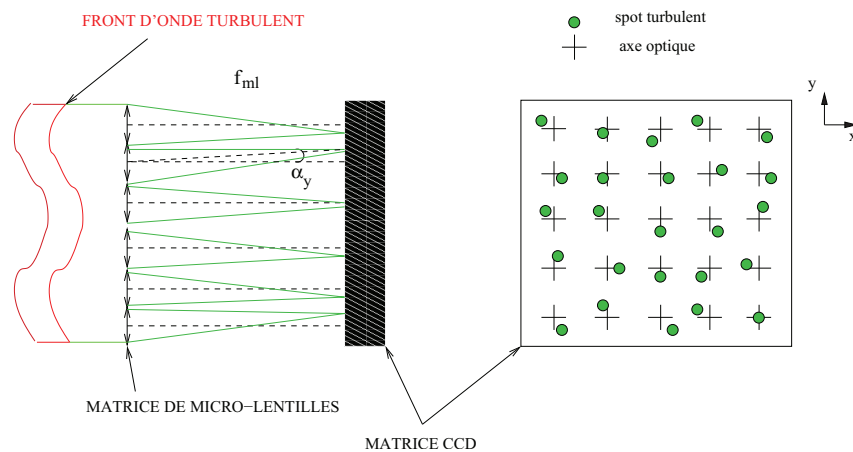 FRONT D'ONDE TURBULENT
spot turbulent
axe optique
f_ml
y
x
α_y
MATRICE DE MICRO−LENTILLES
MATRICE CCD